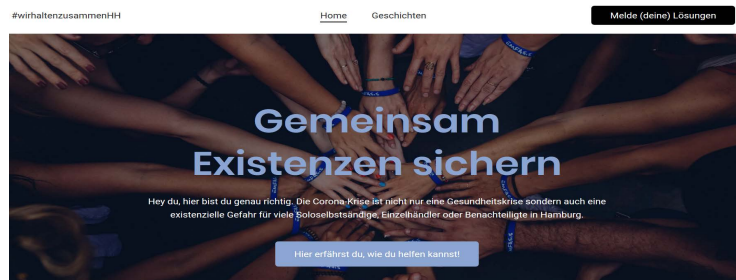 #wirhaltenzusammenHH
Home
Geschichten
Melde (deine) Lösungen
Gemeinsam
Existenzen sichern
Hey du, hier bist du genau richtig. Die Corona-Krise ist nicht nur eine Gesundheitskrise sondern auch eine
existenzielle Gefahr für viele Soloselbstsändige, Einzelhändler oder Benachteiligte in Hamburg.
Hier erfährst du, wie du helfen kannst!